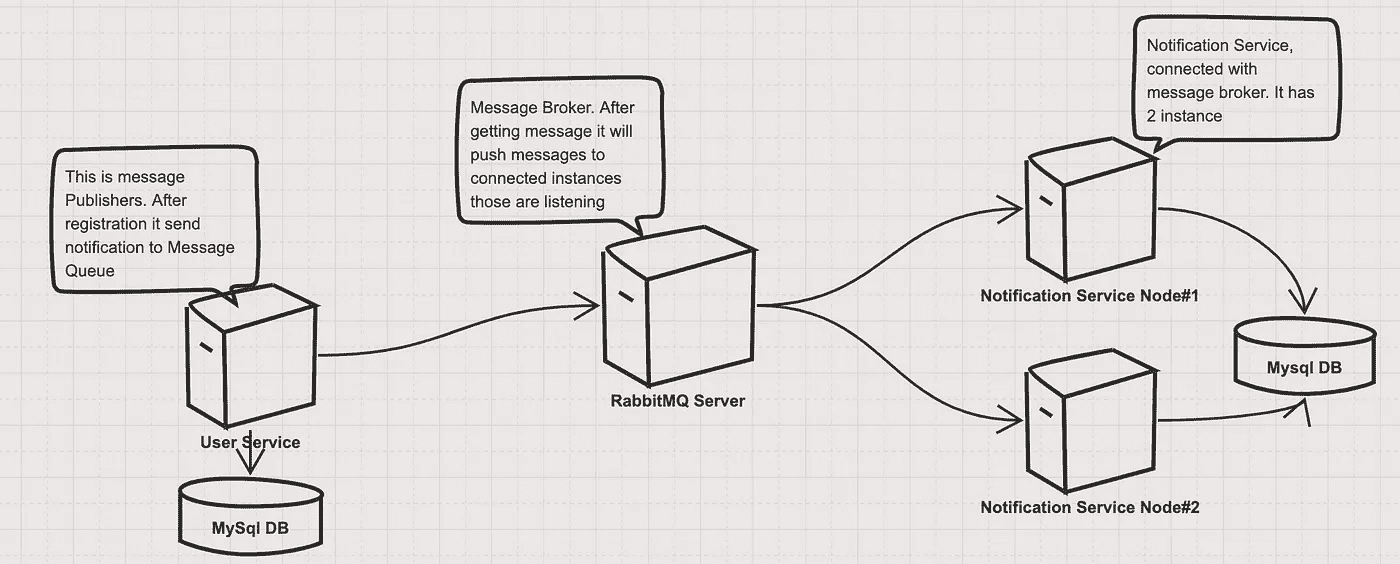 This is message
Publishers. After
registration it send
notification to Message
Queue
User Service
MySql DB
Message Broker. After
getting message it will
push messages to
connected instances
those are listening
RabbitMQ Server
Notification Service,
connected with
message broker. It has
2 instance
Notification Service Node#1
Mysql DB
Notification Service Node#2